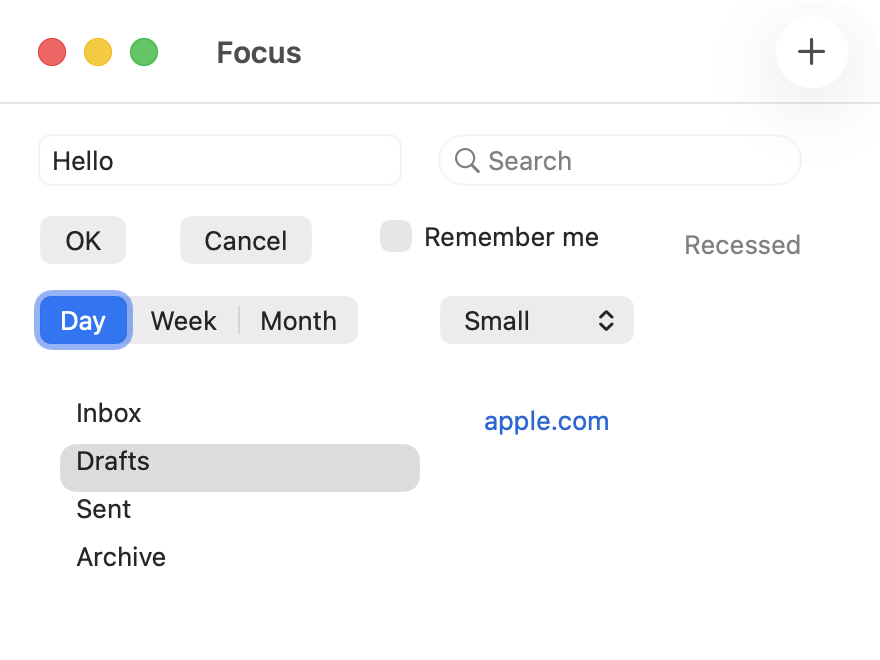 Focus
Hello
Search
OK
Cancel
Remember me
Recessed
Day
Week
Month
Small
Inbox
apple.com
Drafts
Sent
Archive